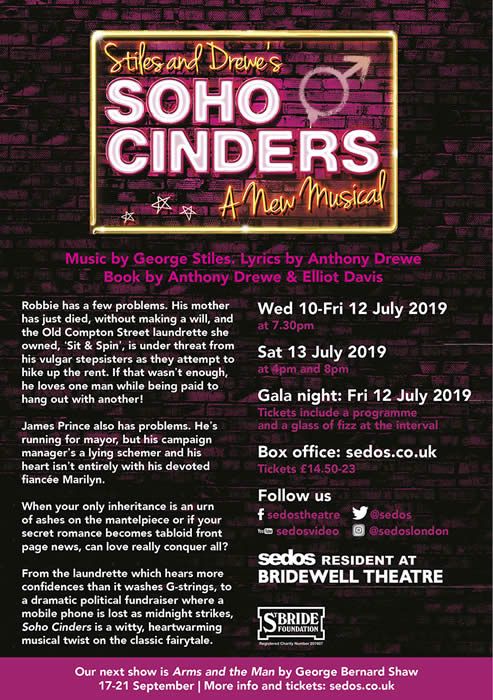 Stiles and Drewe's
SOHO
CINDERS
A New Musical
Music by George Stiles. Lyrics by Anthony Drewe
Book by Anthony Drewe & Elliot Davis
Robbie has a few problems. His mother
has just died, without making a will, and
the Old Compton Street laundrette she
owned, 'Sit & Spin', is under threat from
his vulgar stepsisters as they attempt to
hike up the rent. If that wasn't enough,
he loves one man while being paid to
hang out with another!
James Prince also has problems. He's
running for mayor, but his campaign
manager's a lying schemer and his
heart isn't entirely with his devoted
fiancée Marilyn.
When your only inheritance is an urn
of ashes on the mantelpiece or if your
secret romance becomes tabloid front
page news, can love really conquer all?
From the laundrette which hears more
confidences than it washes G-strings, to
a dramatic political fundraiser where a
mobile phone is lost as midnight strikes,
Soho Cinders is a witty, heartwarming
musical twist on the classic fairytale.
Wed 10-Fri 12 July 2019
at 7.30pm
Sat 13 July 2019
at 4pm and 8pm
Gala night: Fri 12 July 2019
Tickets include a programme
and a glass of fizz at the interval
Box office: sedos.co.uk
Tickets £14.50-23
Follow us
sedostheatre @sedos
YouTube sedosvideo @sedoslondon
sedos RESIDENT AT
BRIDEWELL THEATRE
ST BRIDE
FOUNDATION
Registered Charity Number 207607
Our next show is Arms and the Man by George Bernard Shaw
17-21 September | More info and tickets: sedos.co.uk